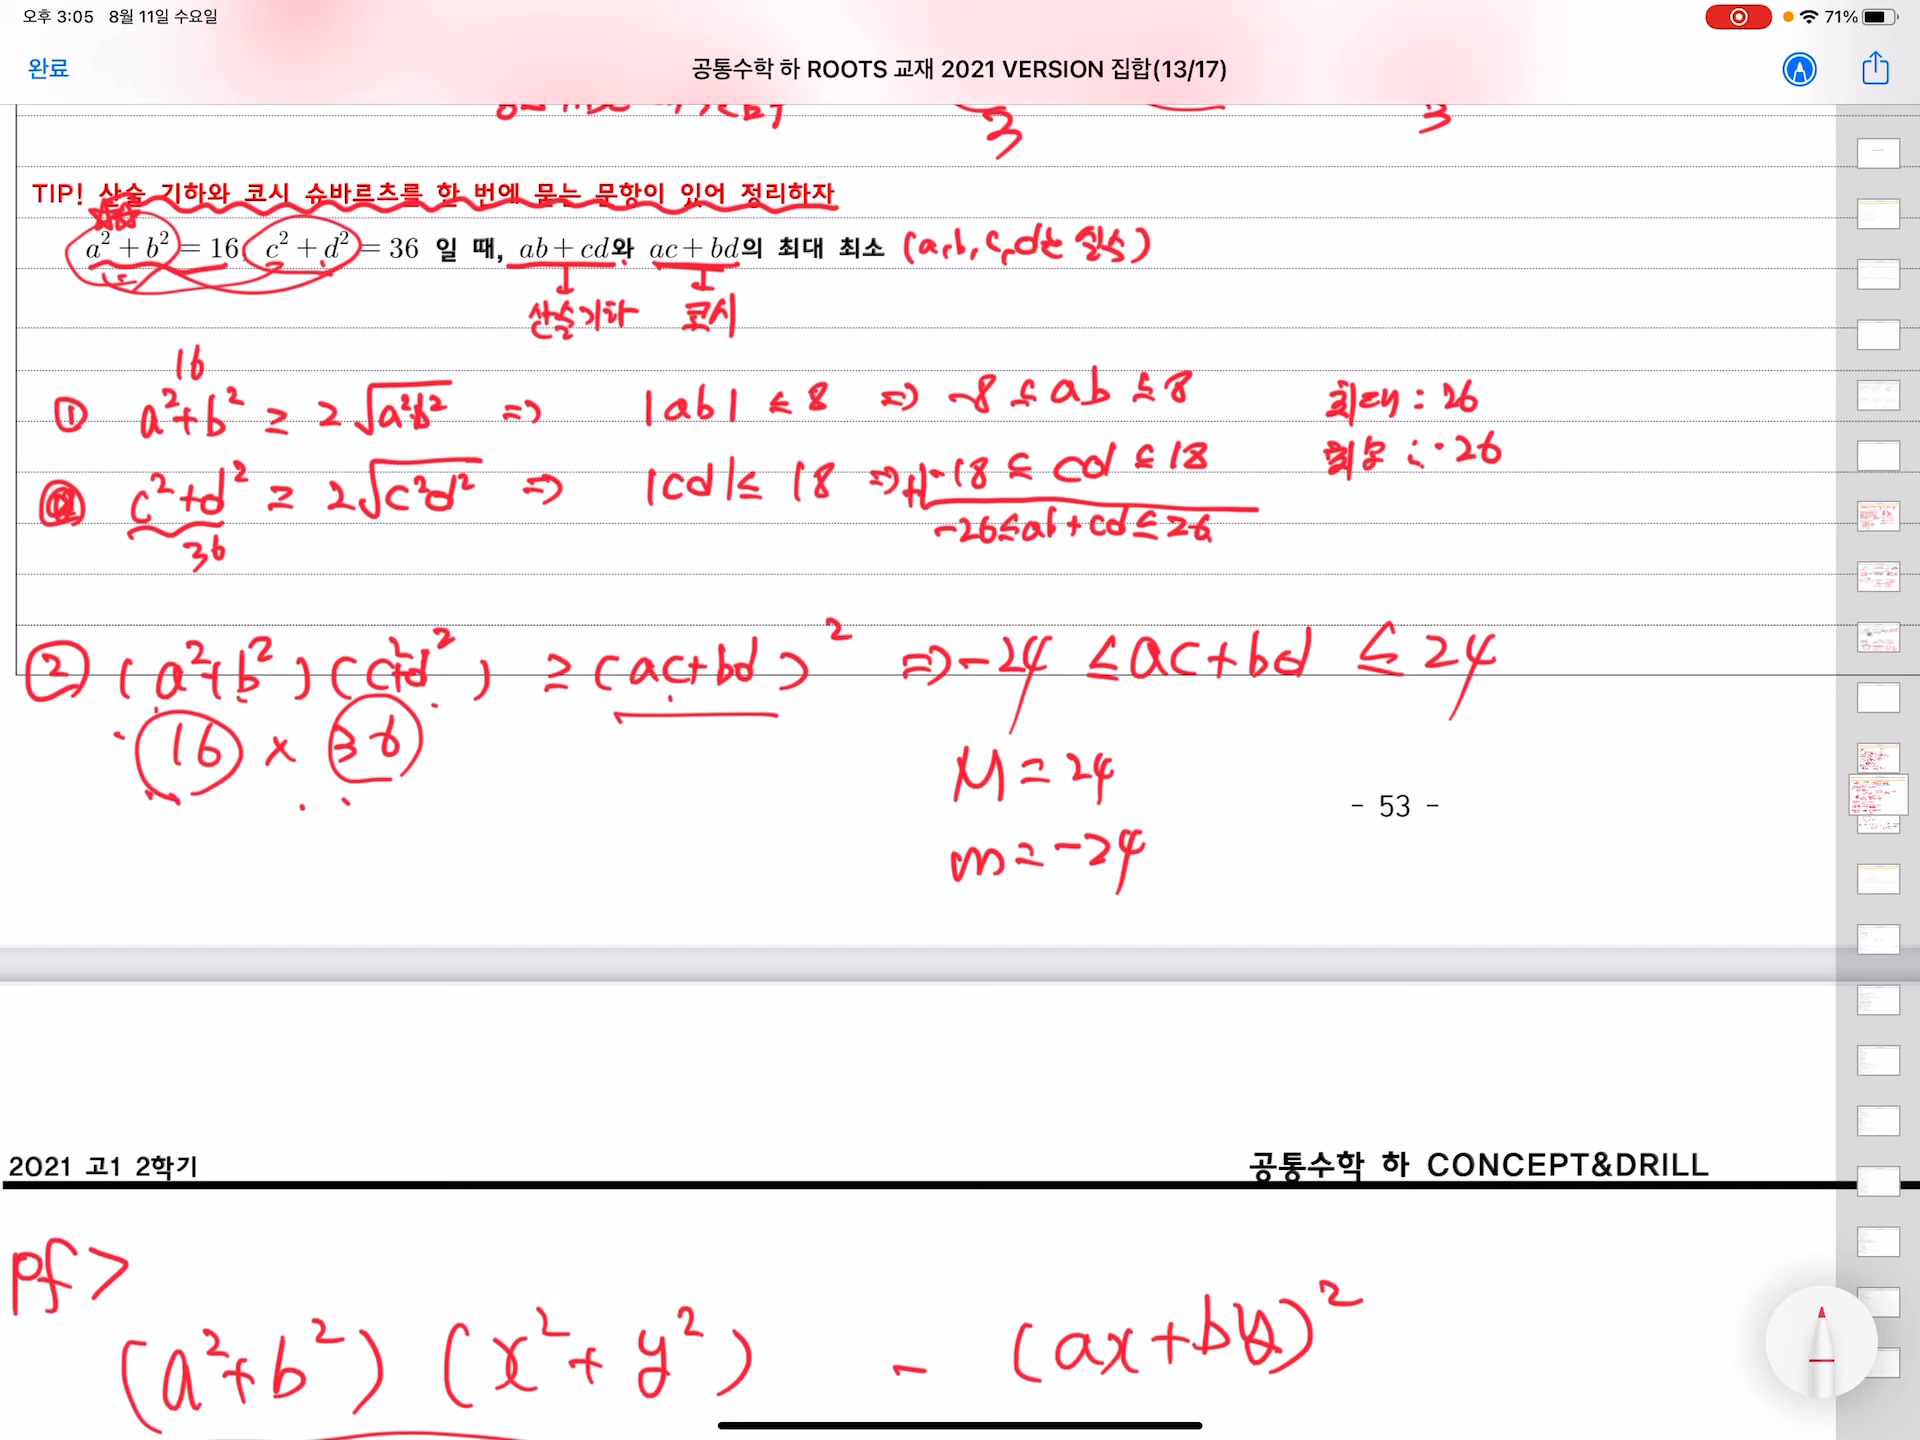 오후 3:05 8월 11일 수요일
71%
완료
공통수학 하 ROOTS 교재 2021 VERSION 집합(13/17)
3
3
TIP! 산술 기하와 코시 슈바르츠를 한 번에 묻는 문항이 있어 정리하자
a² + b² = 16, c² + d² = 36 일 때, ab + cd와 ac + bd의 최대 최소 (a, b, c, d는 실수)
산술기하 코시
16
① a²+b² ≥ 2√a²b² ⇒ |ab| ≤ 8 ⇒ -8 ≤ ab ≤ 8 최대 : 26
c²+d² ≥ 2√c²d² ⇒ |cd| ≤ 18 ⇒ +) -18 ≤ cd ≤ 18 최소 : -26
36 -26 ≤ ab + cd ≤ 26
② (a²+b²)(c²+d²) ≥ (ac+bd)² ⇒ -24 ≤ ac+bd ≤ 24
16 × 36
M = 24
- 53 -
m = -24
2021 고1 2학기
공통수학 하 CONCEPT&DRILL
pf>
(a²+b²) (x²+y²) - (ax+by)²